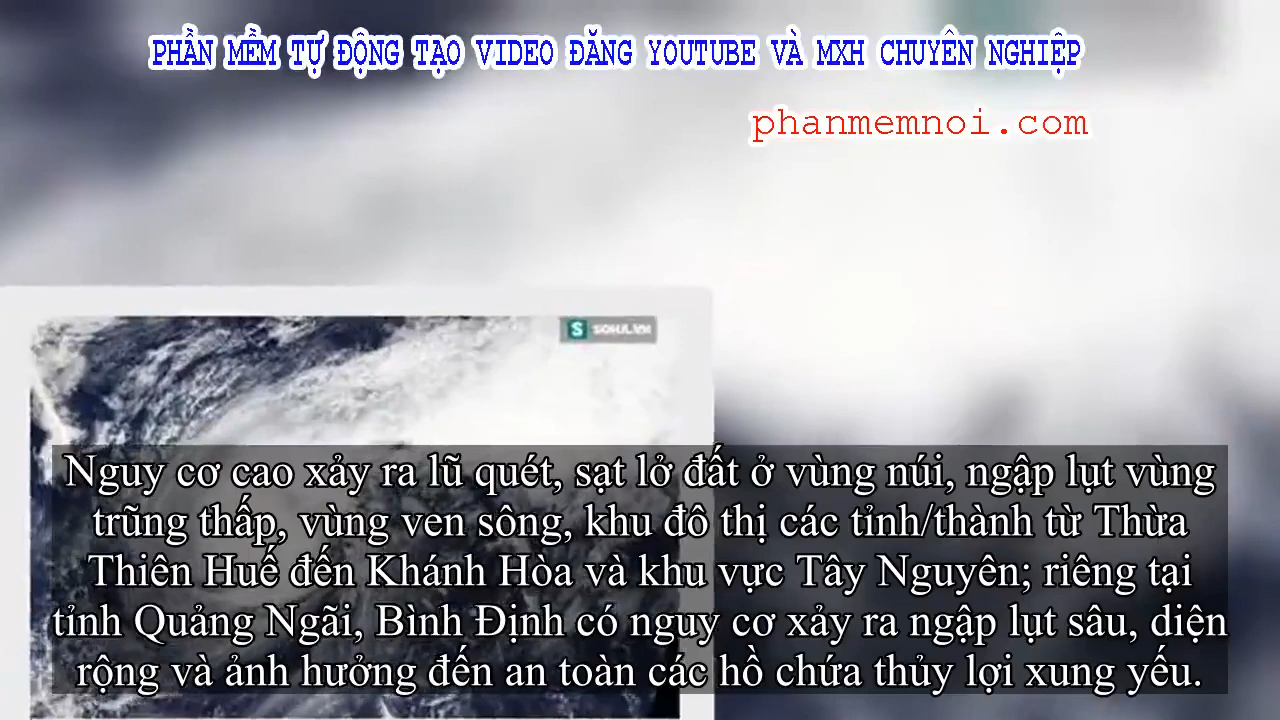 PHẦN MỀM TỰ ĐỘNG TẠO VIDEO ĐĂNG YOUTUBE VÀ MXH CHUYÊN NGHIỆP
phanmemnoi.com
S SOHA.VN
Nguy cơ cao xảy ra lũ quét, sạt lở đất ở vùng núi, ngập lụt vùng
trũng thấp, vùng ven sông, khu đô thị các tỉnh/thành từ Thừa
Thiên Huế đến Khánh Hòa và khu vực Tây Nguyên; riêng tại
tỉnh Quảng Ngãi, Bình Định có nguy cơ xảy ra ngập lụt sâu, diện
rộng và ảnh hưởng đến an toàn các hồ chứa thủy lợi xung yếu.